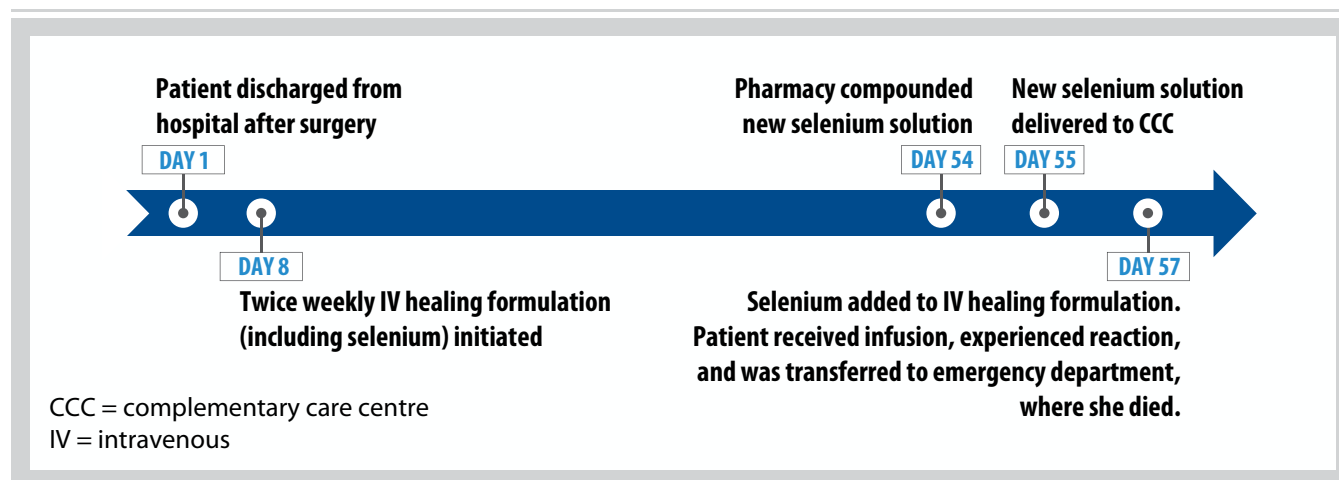 Patient discharged from
hospital after surgery
DAY 1
Pharmacy compounded
new selenium solution
DAY 54
New selenium solution
delivered to CCC
DAY 55
DAY 8
Twice weekly IV healing formulation
(including selenium) initiated
DAY 57
Selenium added to IV healing formulation.
Patient received infusion, experienced reaction,
and was transferred to emergency department,
where she died.
CCC = complementary care centre
IV = intravenous